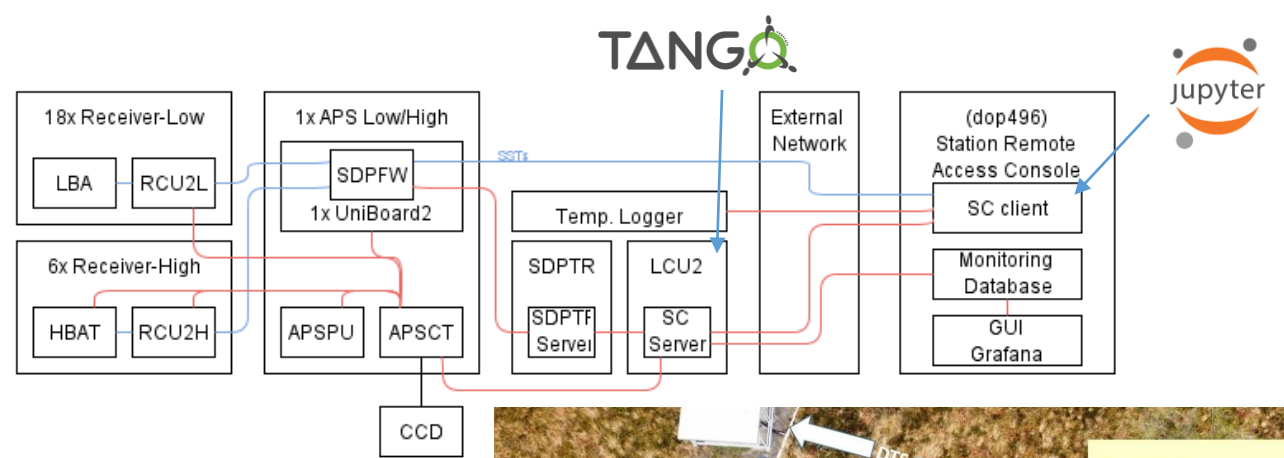 TANGO
jupyter
18x Receiver-Low
LBA
RCU2L
6x Receiver-High
HBAT
RCU2H
1x APS Low/High
SDPFW
1x UniBoard2
APSPU
APSCT
CCD
SSTs
Temp. Logger
SDPTR
SDPTF
Server
LCU2
SC
Server
External
Network
(dop496)
Station Remote
Access Console
SC client
Monitoring
Database
GUI
Grafana
DTS